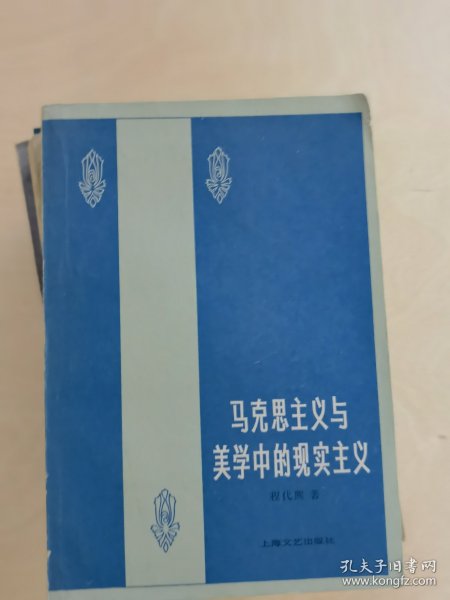 马克思主义与
美学中的现实主义
程代熙 著
上海文艺出版社
孔夫子旧书网
www.kongfz.com